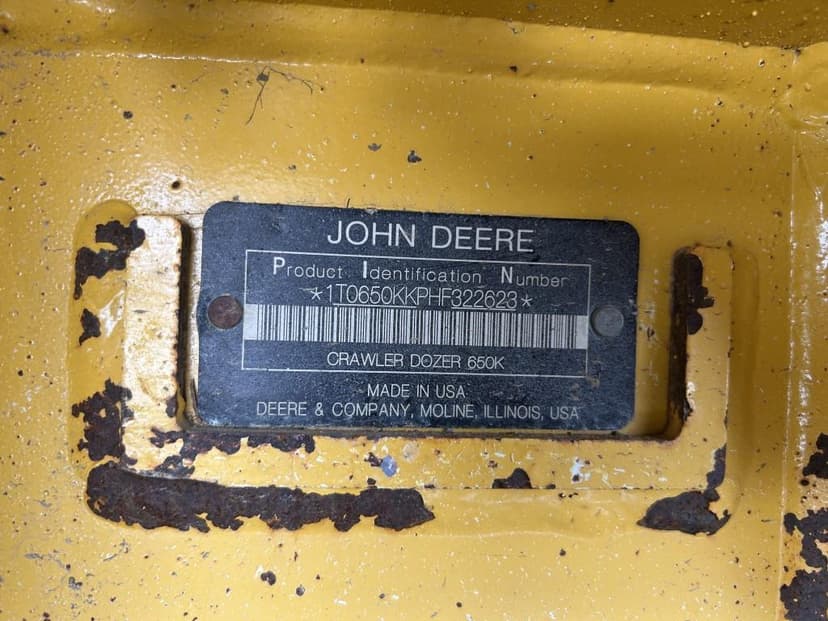 JOHN DEERE
Product Identification Number
*1T0650KKPHF322623*
CRAWLER DOZER 650K
MADE IN USA
DEERE & COMPANY, MOLINE, ILLINOIS, USA